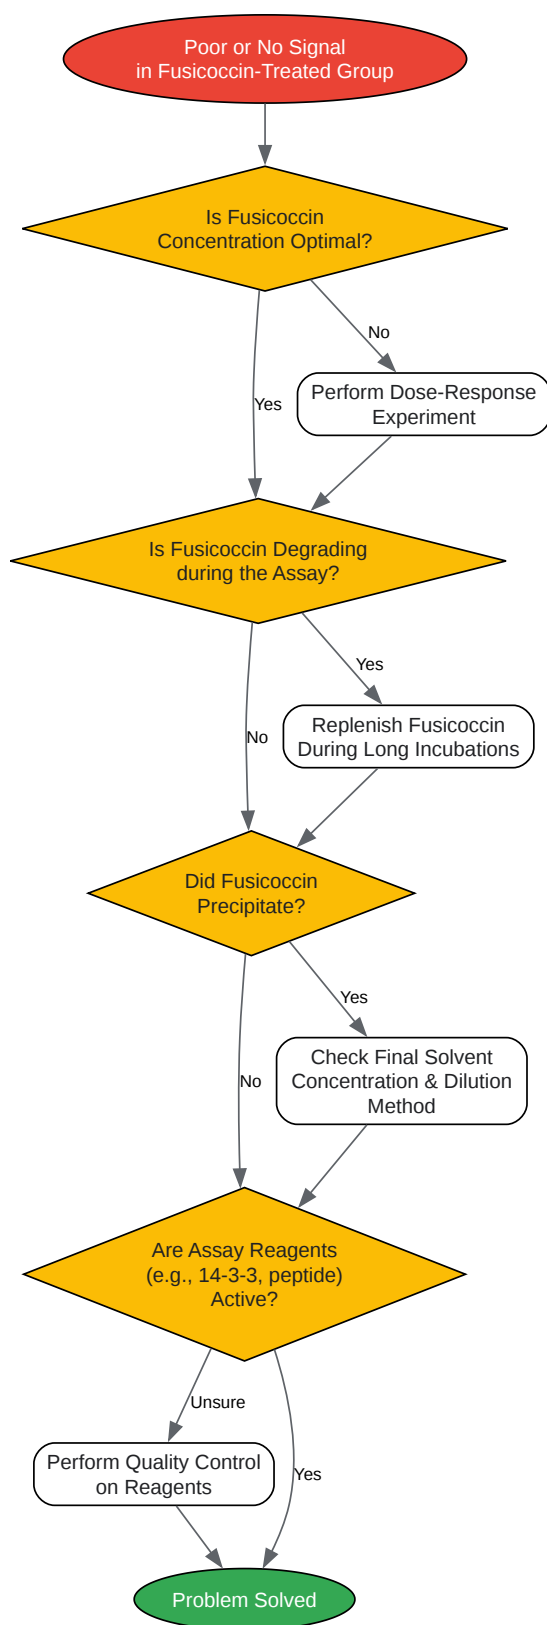 Poor or No Signal
in Fusicoccin-Treated Group
Is Fusicoccin
Concentration Optimal?
No
Yes
Perform Dose-Response
Experiment
Is Fusicoccin Degrading
during the Assay?
Yes
No
Replenish Fusicoccin
During Long Incubations
Did Fusicoccin
Precipitate?
Yes
No
Check Final Solvent
Concentration & Dilution
Method
Are Assay Reagents
(e.g., 14-3-3, peptide)
Active?
Unsure
Yes
Perform Quality Control
on Reagents
Problem Solved